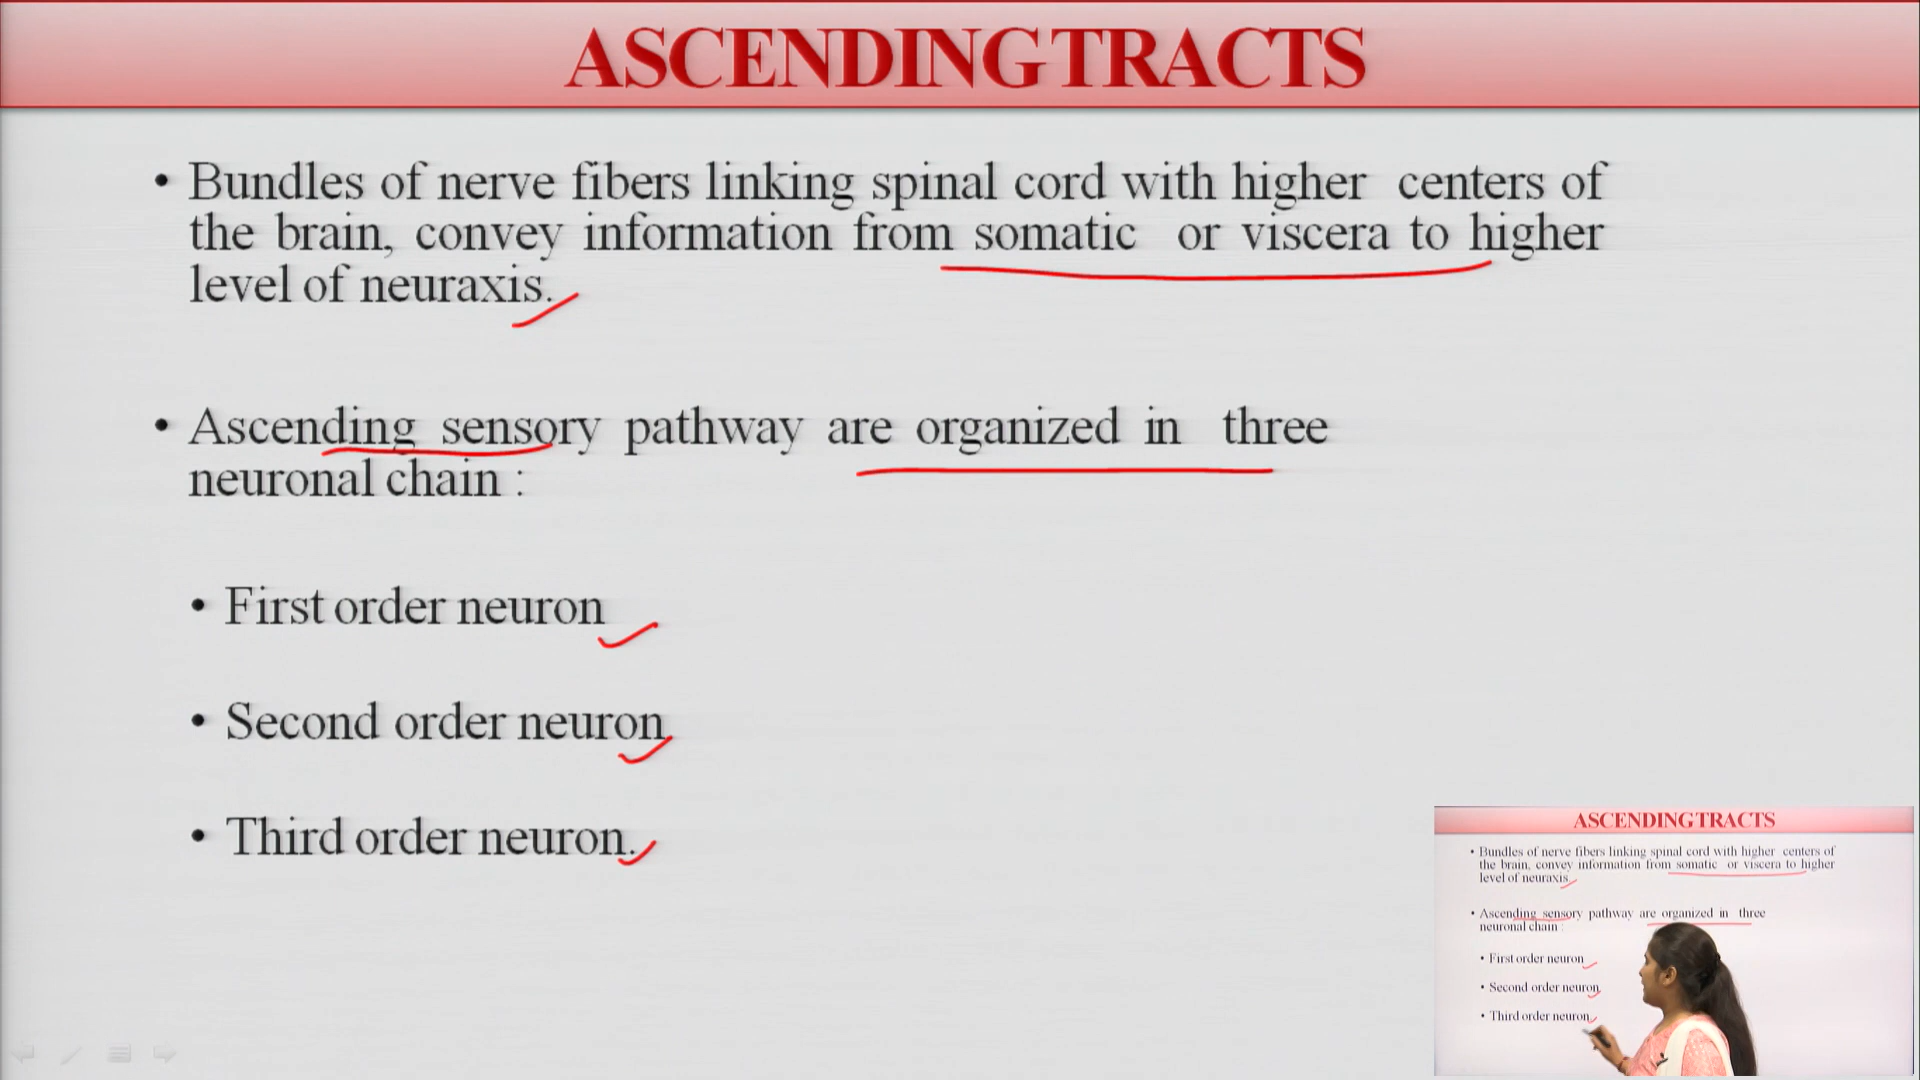 ASCENDING TRACTS
• Bundles of nerve fibers linking spinal cord with higher centers of
the brain, convey information from somatic or viscera to higher
level of neuraxis.
• Ascending sensory pathway are organized in three
neuronal chain :
• First order neuron
• Second order neuron
• Third order neuron.
ASCENDING TRACTS
• Bundles of nerve fibers linking spinal cord with higher centers of
the brain, convey information from somatic or viscera to higher
level of neuraxis.
• Ascending sensory pathway are organized in three
neuronal chain :
• First order neuron
• Second order neuron
• Third order neuron.